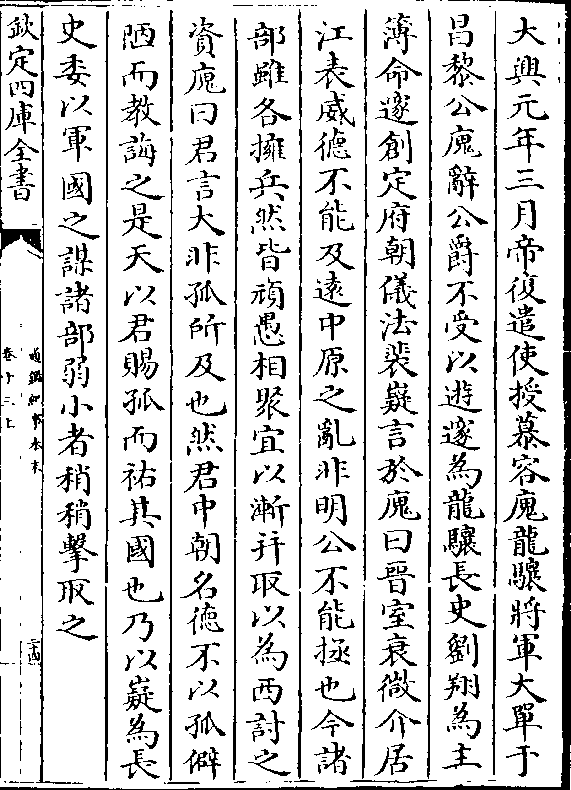 大興元年三月帝復遣使授慕容廆龍驤將軍大單于
昌黎公廆辭公爵不受以遊邃為龍驤長史劉翔為主
簿命邃創定府朝儀法裴嶷言於廆曰晉室衰微介居
江表威德不能及遠中原之亂非明公不能拯也今諸
部雖各擁兵然皆頑愚相聚宜以漸并取以為西討之
資廆曰君言大非孤所及也然君中朝名德不以孤僻
陋而教誨之是天以君賜孤而祐其國也乃以嶷為長
史委以軍國之謀諸部弱小者稍稍擊取之
欽定四庫全書
通鑑紀事本末
卷十三上
二十四